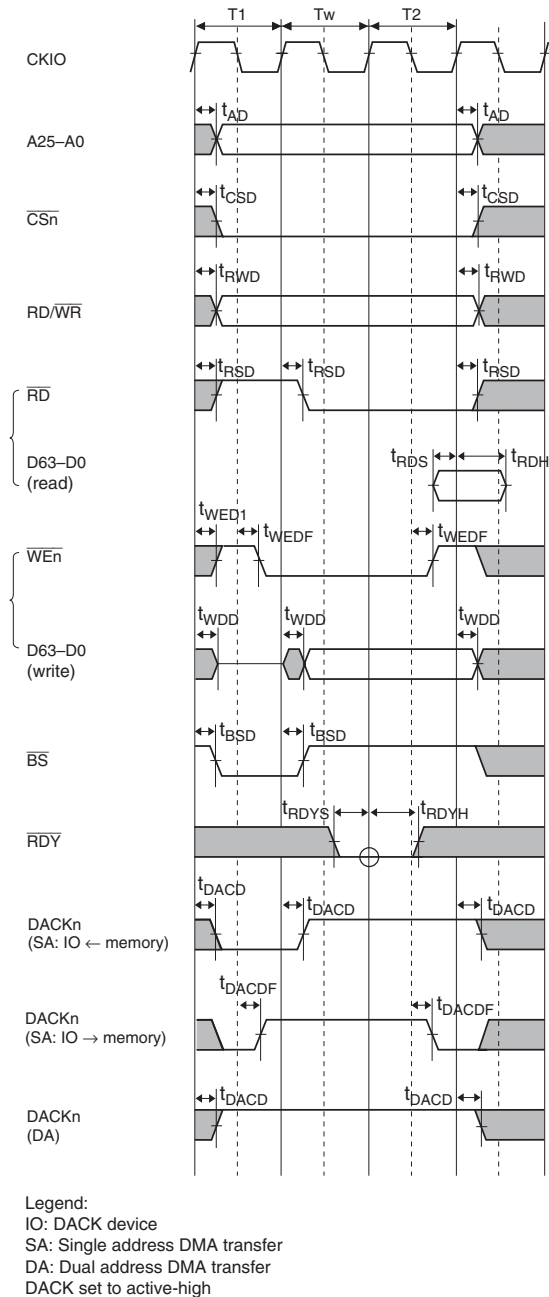 T1 Tw T2
CKIO
tAD tAD
A25–A0
tCSD tCSD
CSn
tRWD tRWD
RD/WR
tRSD tRSD tRSD
RD
tRDS tRDH
D63–D0
(read)
tWED1 tWEDF tWEDF
WEn
tWDD tWDD tWDD
D63–D0
(write)
tBSD tBSD
BS
tRDYS tRDYH
RDY
tDACD tDACD tDACD
DACKn
(SA: IO ← memory)
tDACDF tDACDF
DACKn
(SA: IO → memory)
tDACD tDACD
DACKn
(DA)
Legend:
IO: DACK device
SA: Single address DMA transfer
DA: Dual address DMA transfer
DACK set to active-high